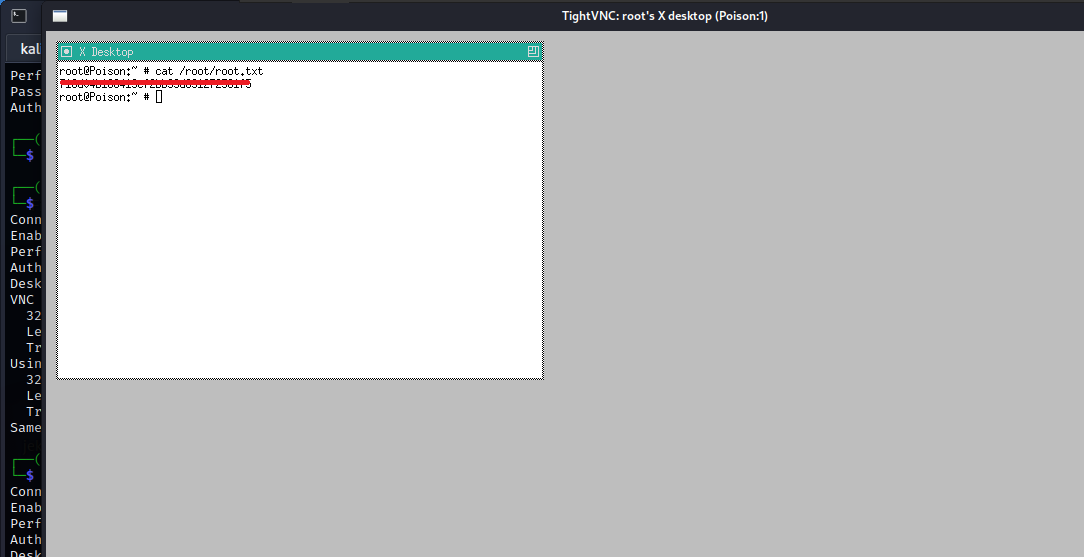 TightVNC: root's X desktop (Poison:1)
kal
X Desktop
root@Poison:~ # cat /root/root.txt
root@Poison:~ # 
Perf
Pass
Auth
┌──(
└─$
┌──(
└─$
Conn
Enab
Perf
Auth
Desk
VNC
32
Le
Tr
Usin
32
Le
Tr
Same
┌──(
└─$
Conn
Enab
Perf
Auth
Desk